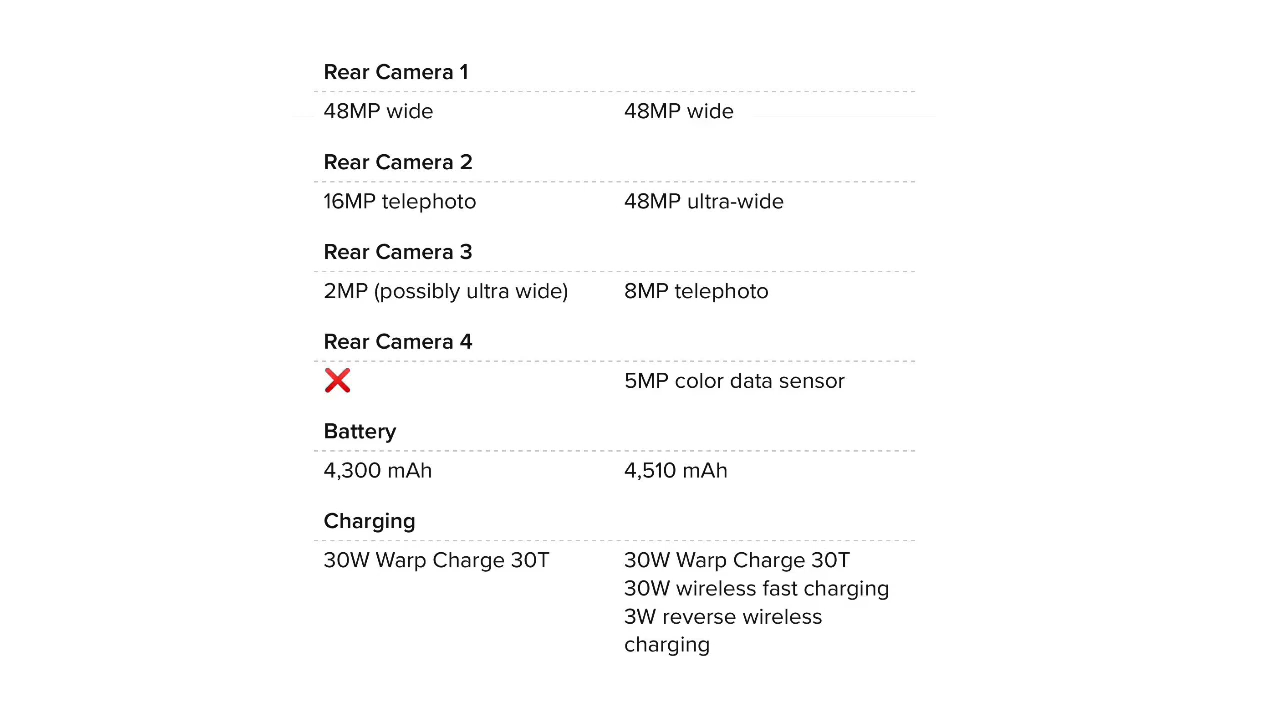 Rear Camera 1
48MP wide 48MP wide
Rear Camera 2
16MP telephoto 48MP ultra-wide
Rear Camera 3
2MP (possibly ultra wide) 8MP telephoto
Rear Camera 4
❌ 5MP color data sensor
Battery
4,300 mAh 4,510 mAh
Charging
30W Warp Charge 30T 30W Warp Charge 30T
30W wireless fast charging
3W reverse wireless
charging